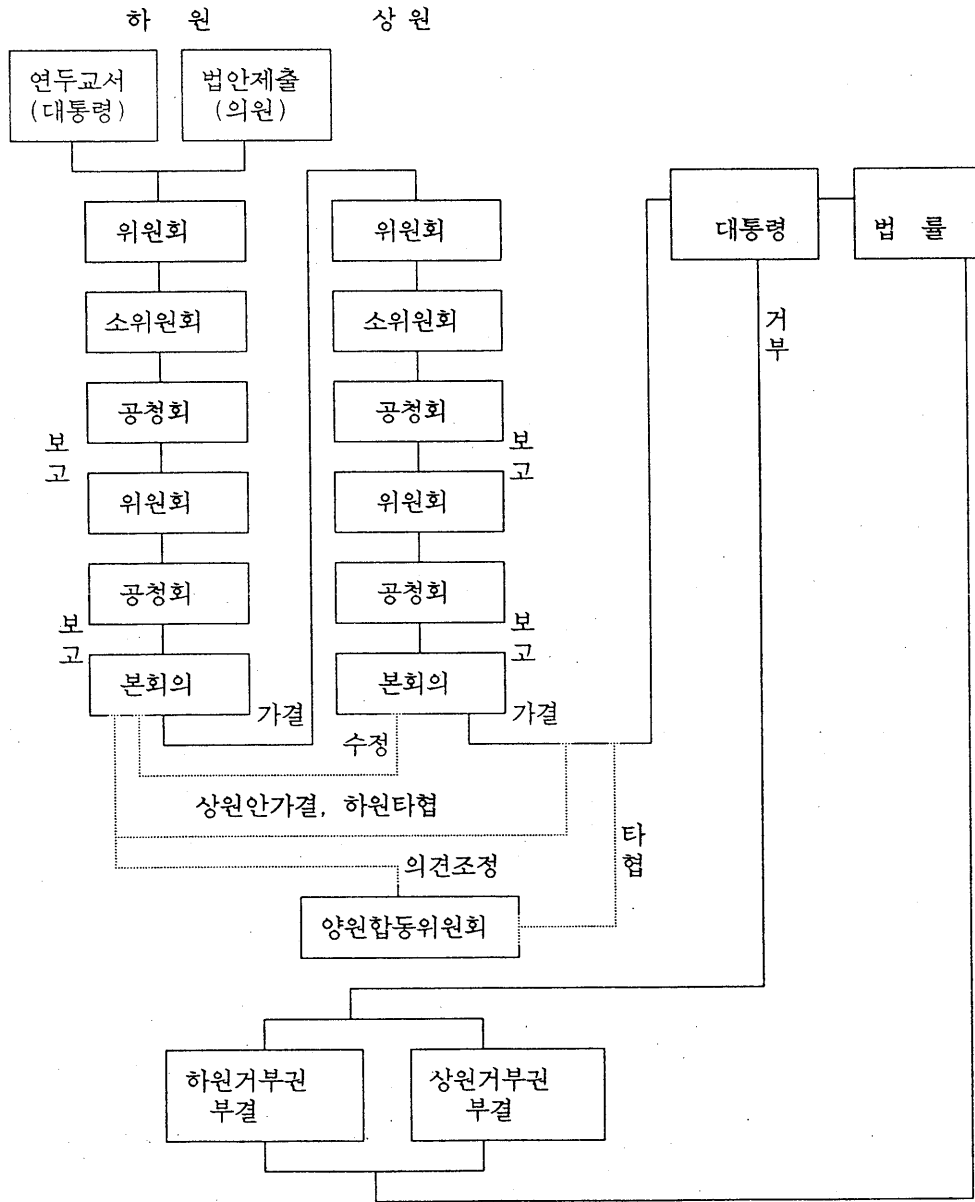 하 원 상 원
연두교서
(대통령)
법안제출
(의원)
위원회
소위원회
공청회
보고
위원회
공청회
보고
본회의
가결
위원회
소위원회
공청회
보고
위원회
공청회
보고
본회의
가결
수정
상원안가결, 하원타협
의견조정
타협
양원합동위원회
대통령
법 률
거부
하원거부권
부결
상원거부권
부결